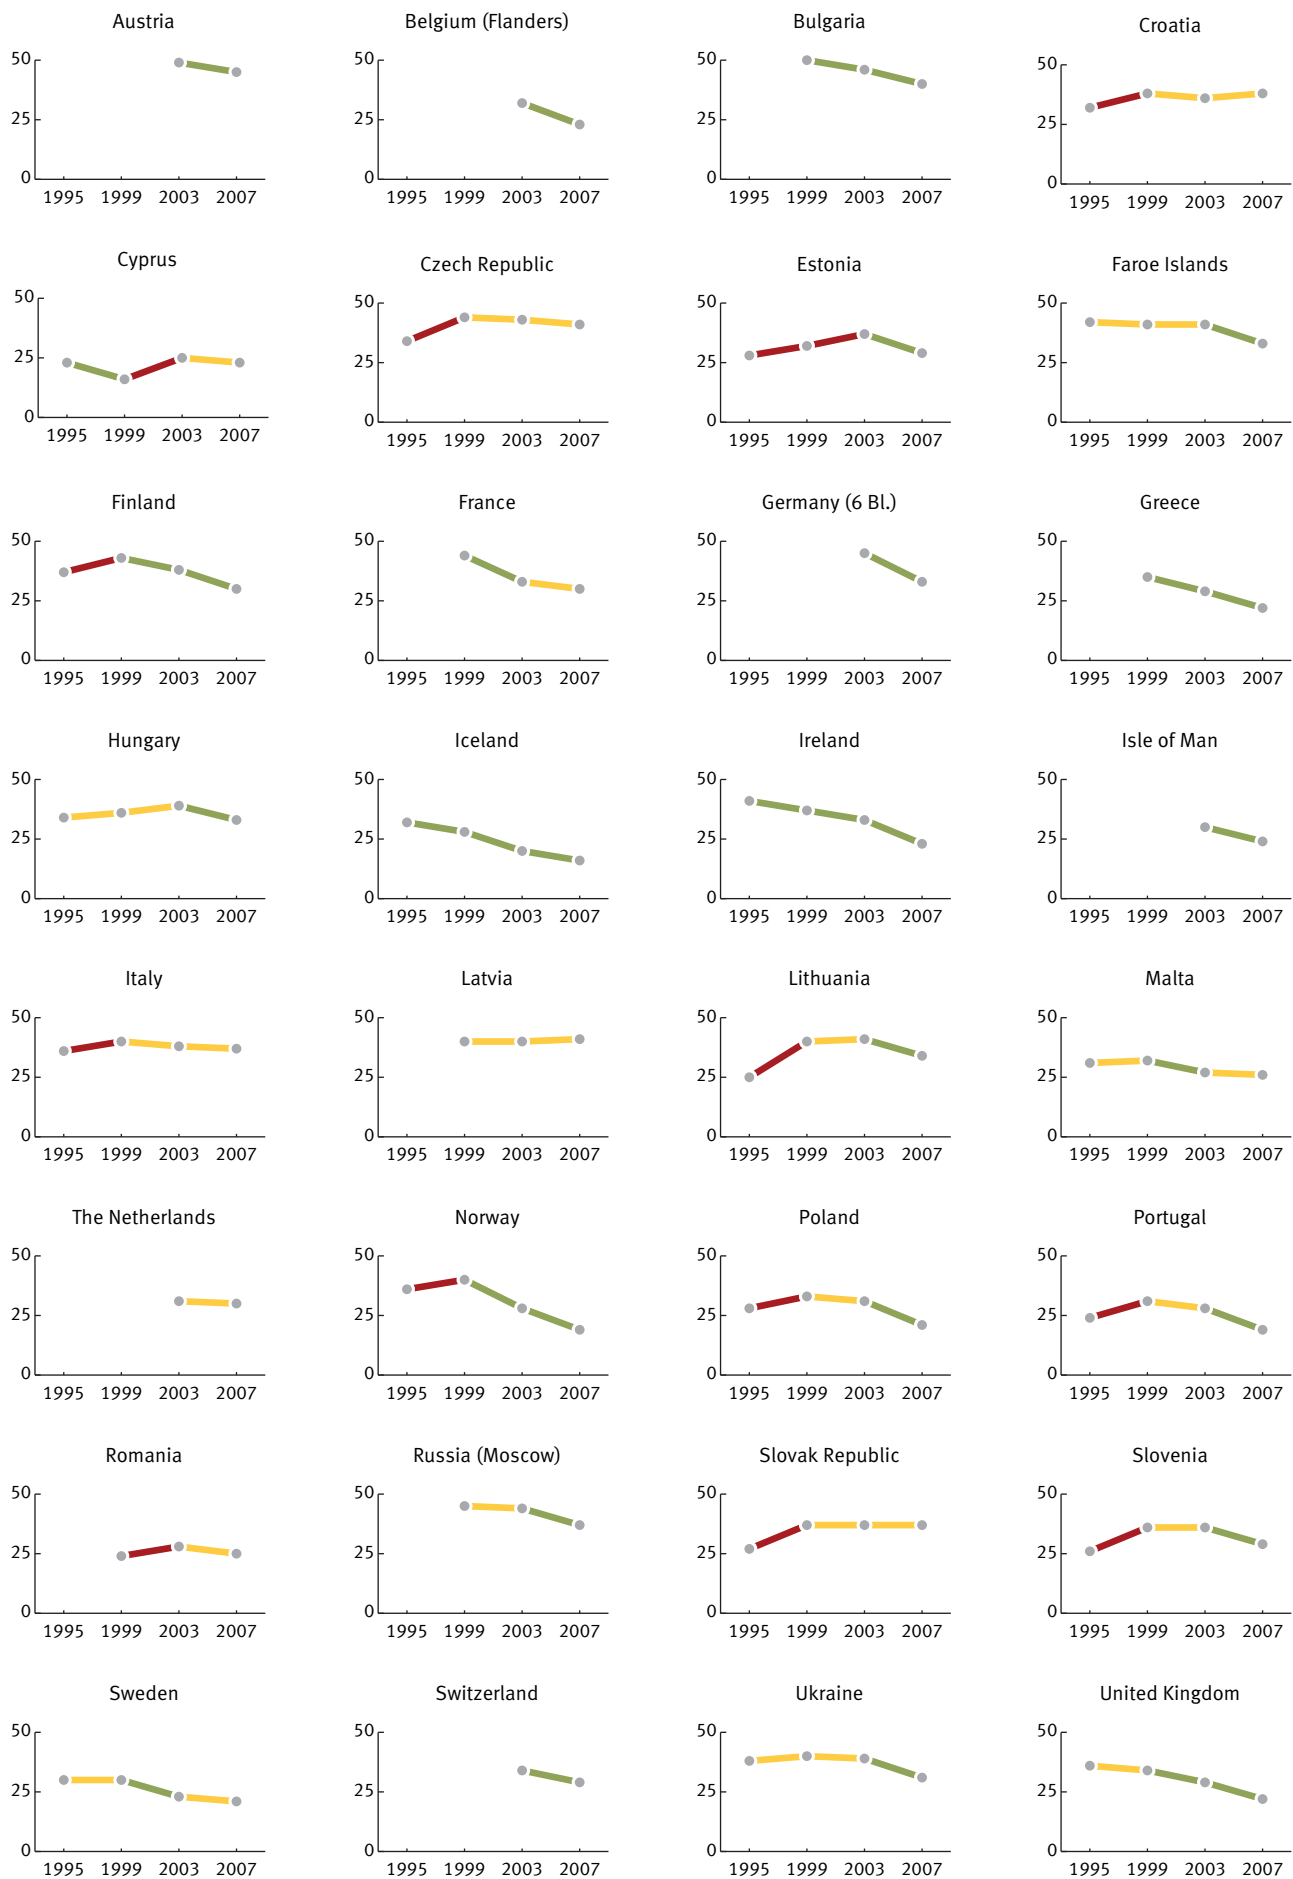 Austria
50
25
0
1995 1999 2003 2007
Belgium (Flanders)
50
25
0
1995 1999 2003 2007
Bulgaria
50
25
0
1995 1999 2003 2007
Croatia
50
25
0
1995 1999 2003 2007
Cyprus
50
25
0
1995 1999 2003 2007
Czech Republic
50
25
0
1995 1999 2003 2007
Estonia
50
25
0
1995 1999 2003 2007
Faroe Islands
50
25
0
1995 1999 2003 2007
Finland
50
25
0
1995 1999 2003 2007
France
50
25
0
1995 1999 2003 2007
Germany (6 Bl.)
50
25
0
1995 1999 2003 2007
Greece
50
25
0
1995 1999 2003 2007
Hungary
50
25
0
1995 1999 2003 2007
Iceland
50
25
0
1995 1999 2003 2007
Ireland
50
25
0
1995 1999 2003 2007
Isle of Man
50
25
0
1995 1999 2003 2007
Italy
50
25
0
1995 1999 2003 2007
Latvia
50
25
0
1995 1999 2003 2007
Lithuania
50
25
0
1995 1999 2003 2007
Malta
50
25
0
1995 1999 2003 2007
The Netherlands
50
25
0
1995 1999 2003 2007
Norway
50
25
0
1995 1999 2003 2007
Poland
50
25
0
1995 1999 2003 2007
Portugal
50
25
0
1995 1999 2003 2007
Romania
50
25
0
1995 1999 2003 2007
Russia (Moscow)
50
25
0
1995 1999 2003 2007
Slovak Republic
50
25
0
1995 1999 2003 2007
Slovenia
50
25
0
1995 1999 2003 2007
Sweden
50
25
0
1995 1999 2003 2007
Switzerland
50
25
0
1995 1999 2003 2007
Ukraine
50
25
0
1995 1999 2003 2007
United Kingdom
50
25
0
1995 1999 2003 2007